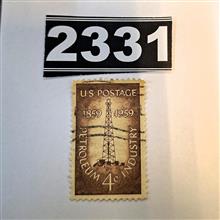 2331
U.S. POSTAGE
1859 1959
PETROLEUM INDUSTRY
4¢